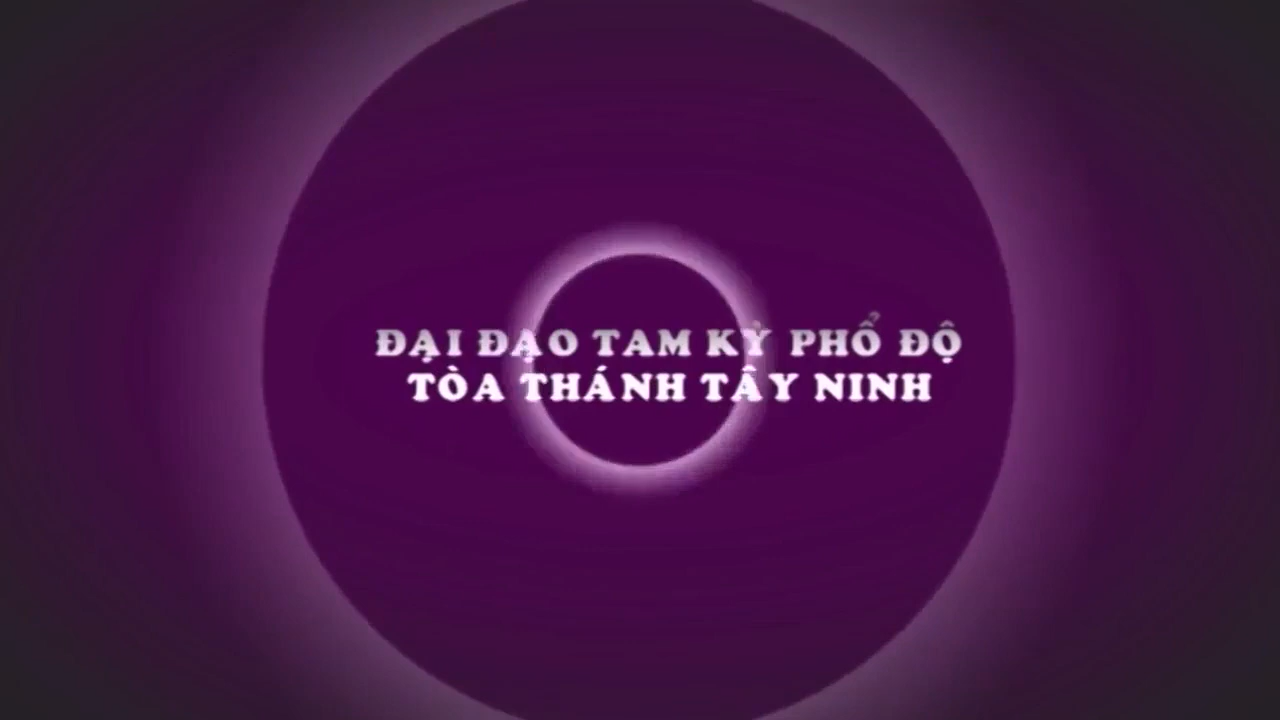 ĐẠI ĐẠO TAM KỲ PHỔ ĐỘ
TÒA THÁNH TÂY NINH